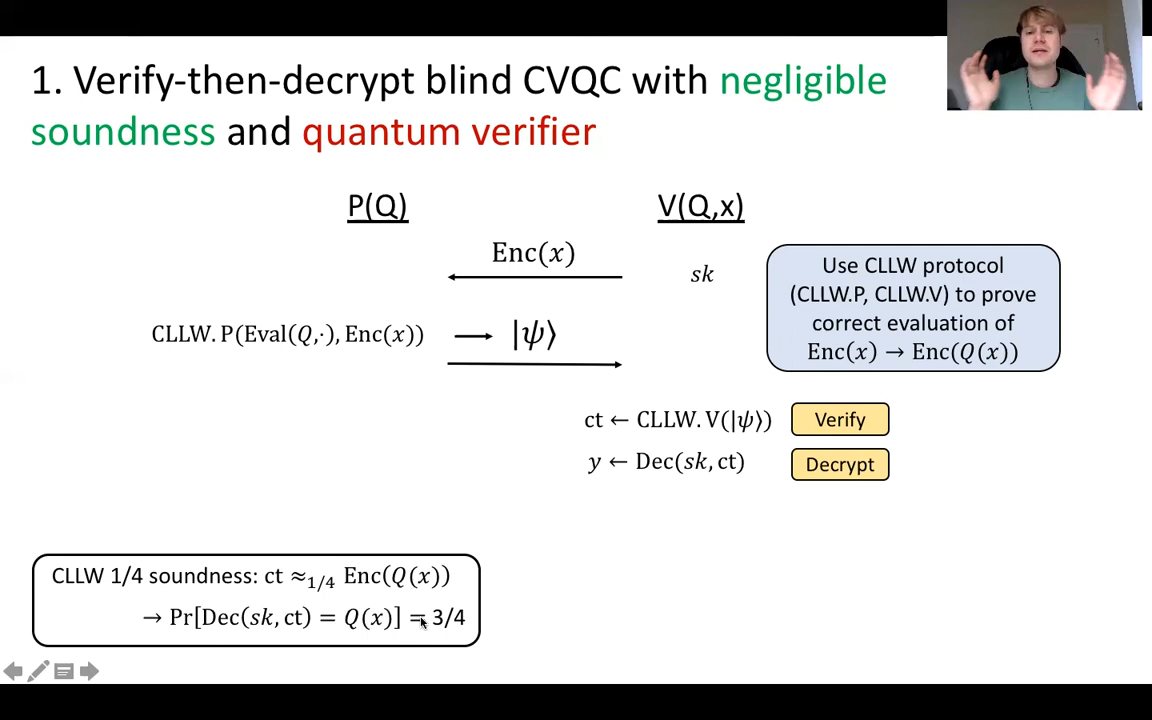 1. Verify-then-decrypt blind CVQC with negligible
soundness and quantum verifier
P(Q)
V(Q,x)
Enc(𝑥)
𝑠𝑘
CLLW. P(Eval(𝑄,·), Enc(𝑥)) → |𝜓⟩
Use CLLW protocol
(CLLW.P, CLLW.V) to prove
correct evaluation of
Enc(𝑥) → Enc(𝑄(𝑥))
ct ← CLLW. V(|𝜓⟩)
Verify
𝑦 ← Dec(𝑠𝑘, ct)
Decrypt
CLLW 1/4 soundness: ct ≈₁/₄ Enc(𝑄(𝑥))
→ Pr[Dec(𝑠𝑘, ct) = 𝑄(𝑥)] = 3/4